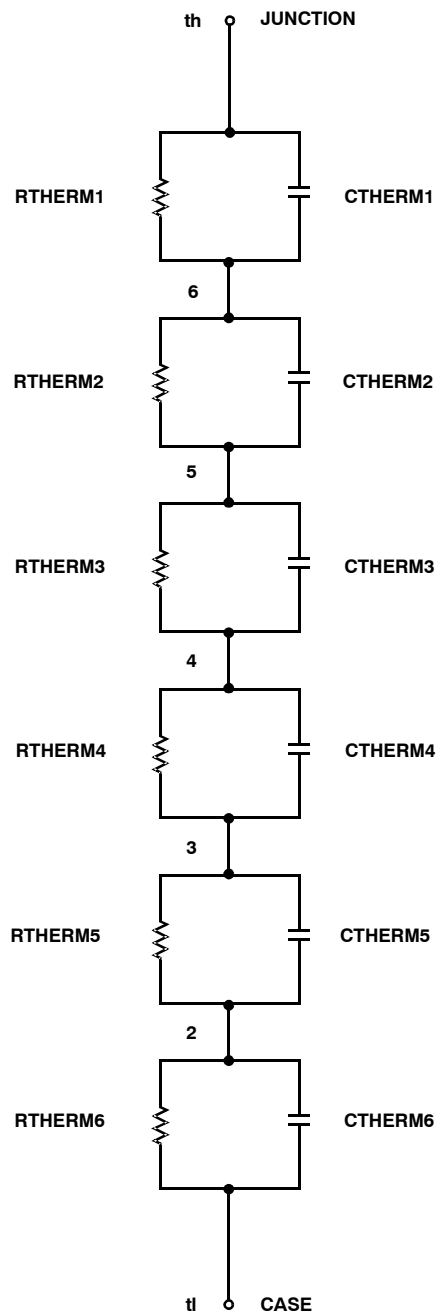 th JUNCTION
RTHERM1 CTHERM1
6
RTHERM2 CTHERM2
5
RTHERM3 CTHERM3
4
RTHERM4 CTHERM4
3
RTHERM5 CTHERM5
2
RTHERM6 CTHERM6
tl CASE